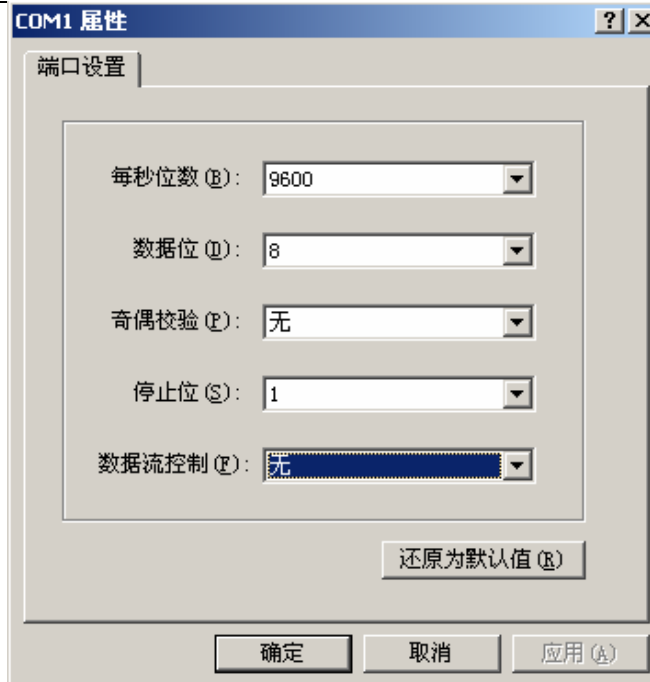 COM1 属性
端口设置
每秒位数(B): 9600
数据位(D): 8
奇偶校验(P): 无
停止位(S): 1
数据流控制(F): 无
还原为默认值(R)
确定 取消 应用(A)